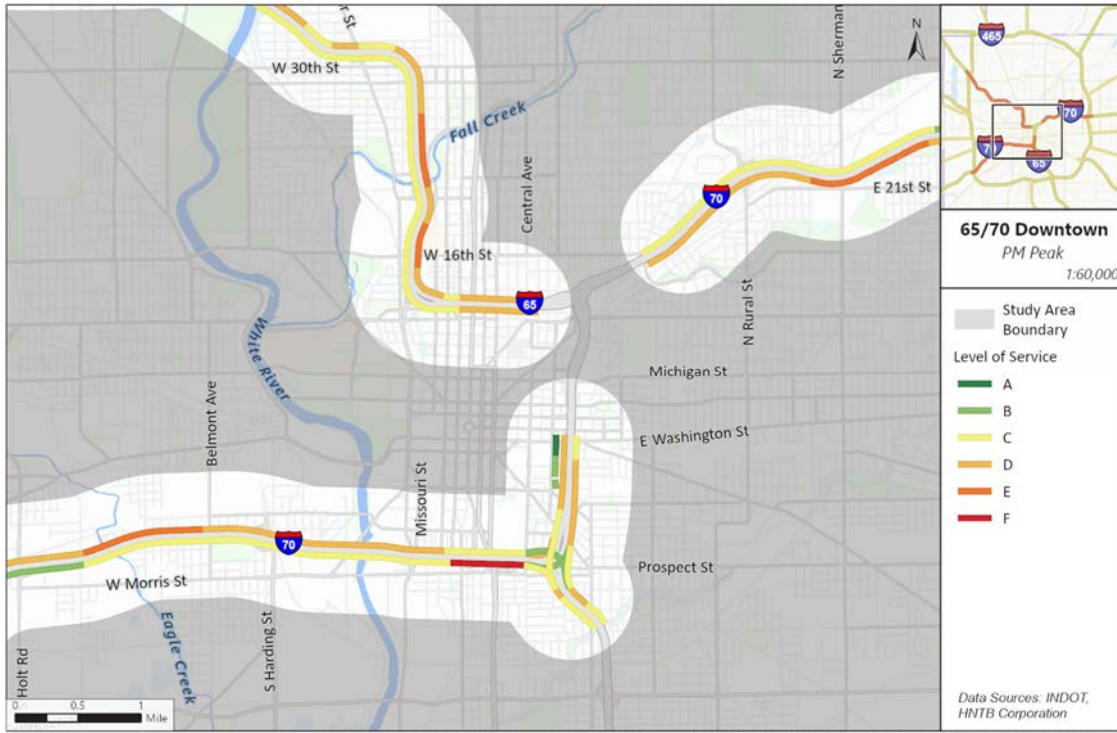 r St
W 30th St
Fall Creek
Central Ave
N Sherman
N
70
E 21st St
W 16th St
65
N Rural St
White River
Michigan St
Belmont Ave
E Washington St
Missouri St
70
Prospect St
W Morris St
Eagle Creek
S Harding St
Holt Rd
0 0.5 1
Mile
465
70
65
65/70 Downtown
PM Peak
1:60,000
Study Area
Boundary
Level of Service
A
B
C
D
E
F
Data Sources: INDOT,
HNTB Corporation